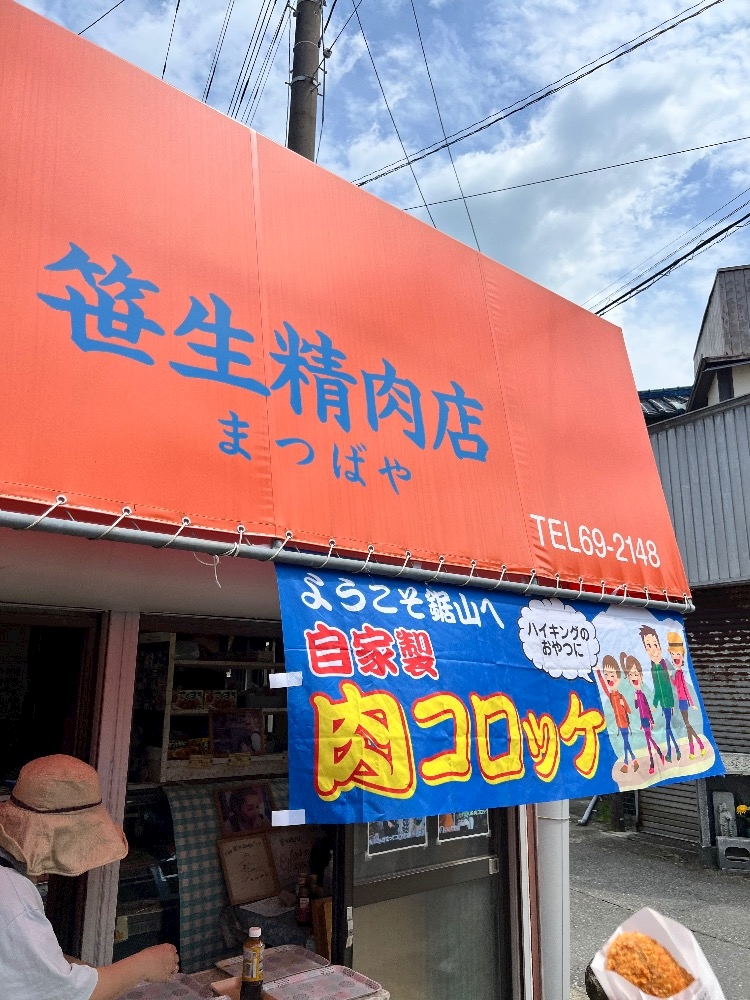 笹生精肉店
まつばや
TEL69-2148
ようこそ鋸山へ
自家製
肉コロッケ
ハイキングの
おやつに